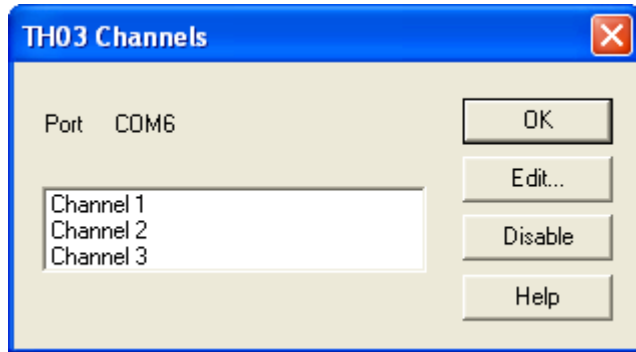 TH03 Channels
Port COM6
OK
Edit...
Channel 1
Channel 2
Channel 3
Disable
Help